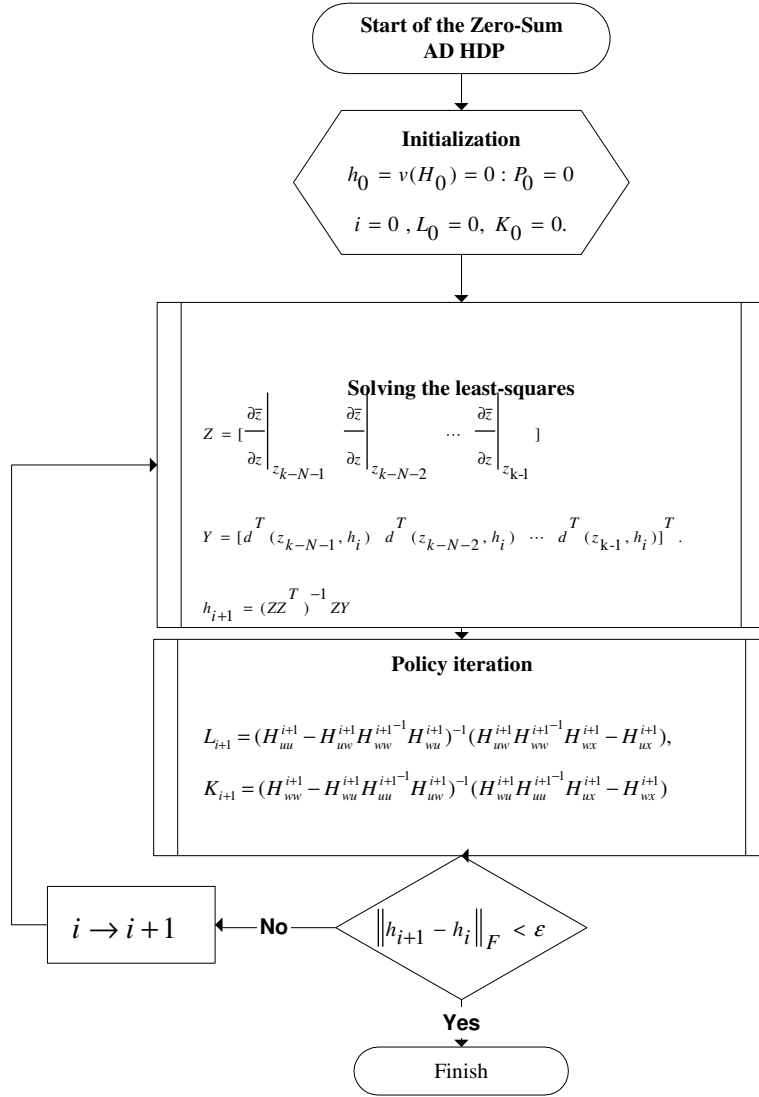 Start of the Zero-Sum
AD HDP
Initialization
h_0 = v(H_0) = 0 : P_0 = 0
i = 0 , L_0 = 0, K_0 = 0.
Solving the least-squares
Z = [ ∂z̄/∂z |_{z_{k-N-1}} ∂z̄/∂z |_{z_{k-N-2}} ⋯ ∂z̄/∂z |_{z_{k-1}} ]
Y = [d^T (z_{k-N-1}, h_i) d^T (z_{k-N-2}, h_i) ⋯ d^T (z_{k-1}, h_i)]^T .
h_{i+1} = (ZZ^T)^{-1} ZY
Policy iteration
L_{i+1} = (H_{uu}^{i+1} − H_{uw}^{i+1} H_{ww}^{i+1^{-1}} H_{wu}^{i+1})^{-1} (H_{uw}^{i+1} H_{ww}^{i+1^{-1}} H_{wx}^{i+1} − H_{ux}^{i+1}),
K_{i+1} = (H_{ww}^{i+1} − H_{wu}^{i+1} H_{uu}^{i+1^{-1}} H_{uw}^{i+1})^{-1} (H_{wu}^{i+1} H_{uu}^{i+1^{-1}} H_{ux}^{i+1} − H_{wx}^{i+1})
i → i+1
No
‖h_{i+1} − h_i‖_F < ε
Yes
Finish